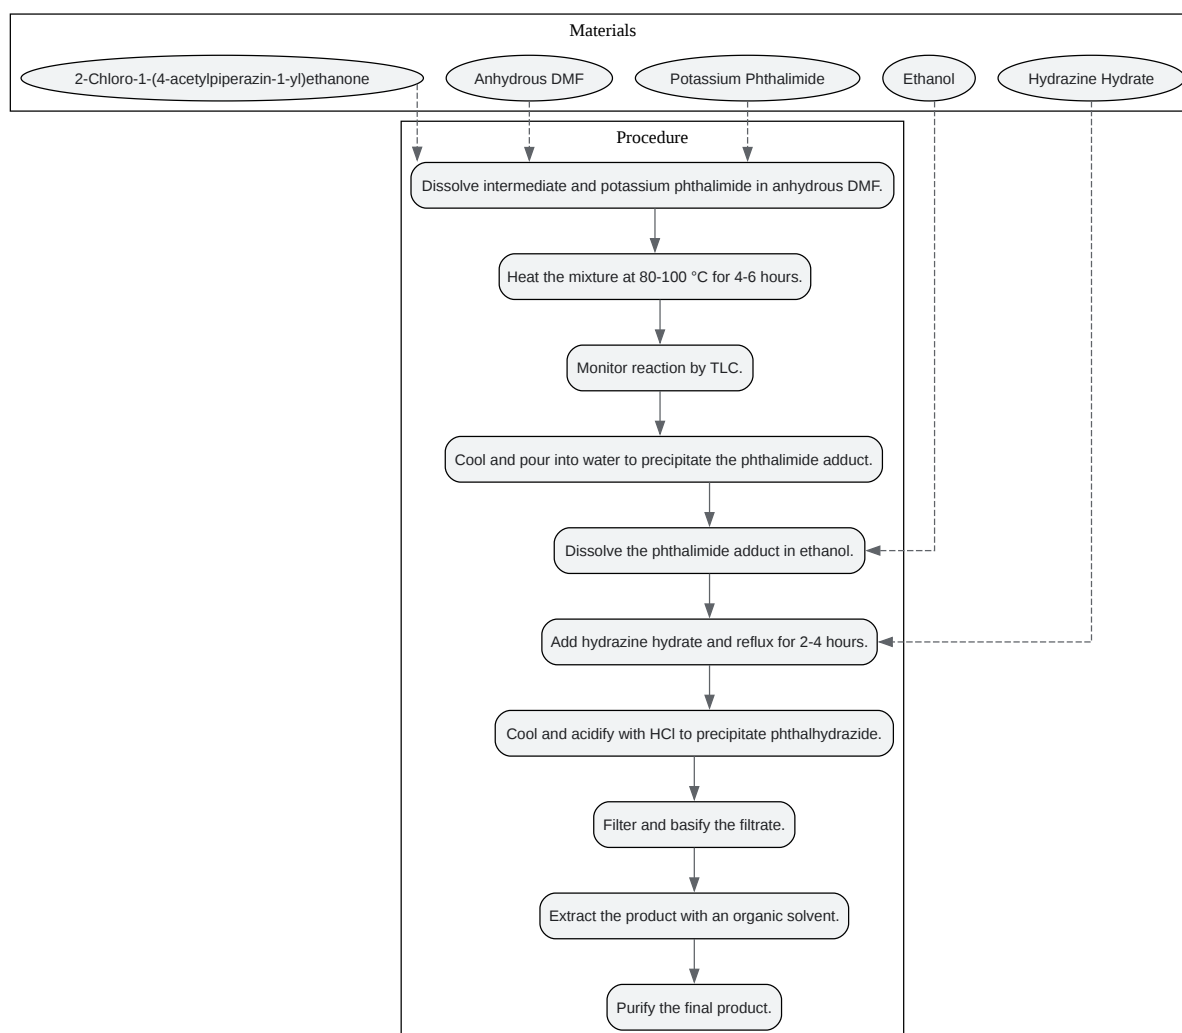 Materials
2-Chloro-1-(4-acetylpiperazin-1-yl)ethanone
Anhydrous DMF
Potassium Phthalimide
Ethanol
Hydrazine Hydrate
Procedure
Dissolve intermediate and potassium phthalimide in anhydrous DMF.
Heat the mixture at 80-100 °C for 4-6 hours.
Monitor reaction by TLC.
Cool and pour into water to precipitate the phthalimide adduct.
Dissolve the phthalimide adduct in ethanol.
Add hydrazine hydrate and reflux for 2-4 hours.
Cool and acidify with HCl to precipitate phthalhydrazide.
Filter and basify the filtrate.
Extract the product with an organic solvent.
Purify the final product.